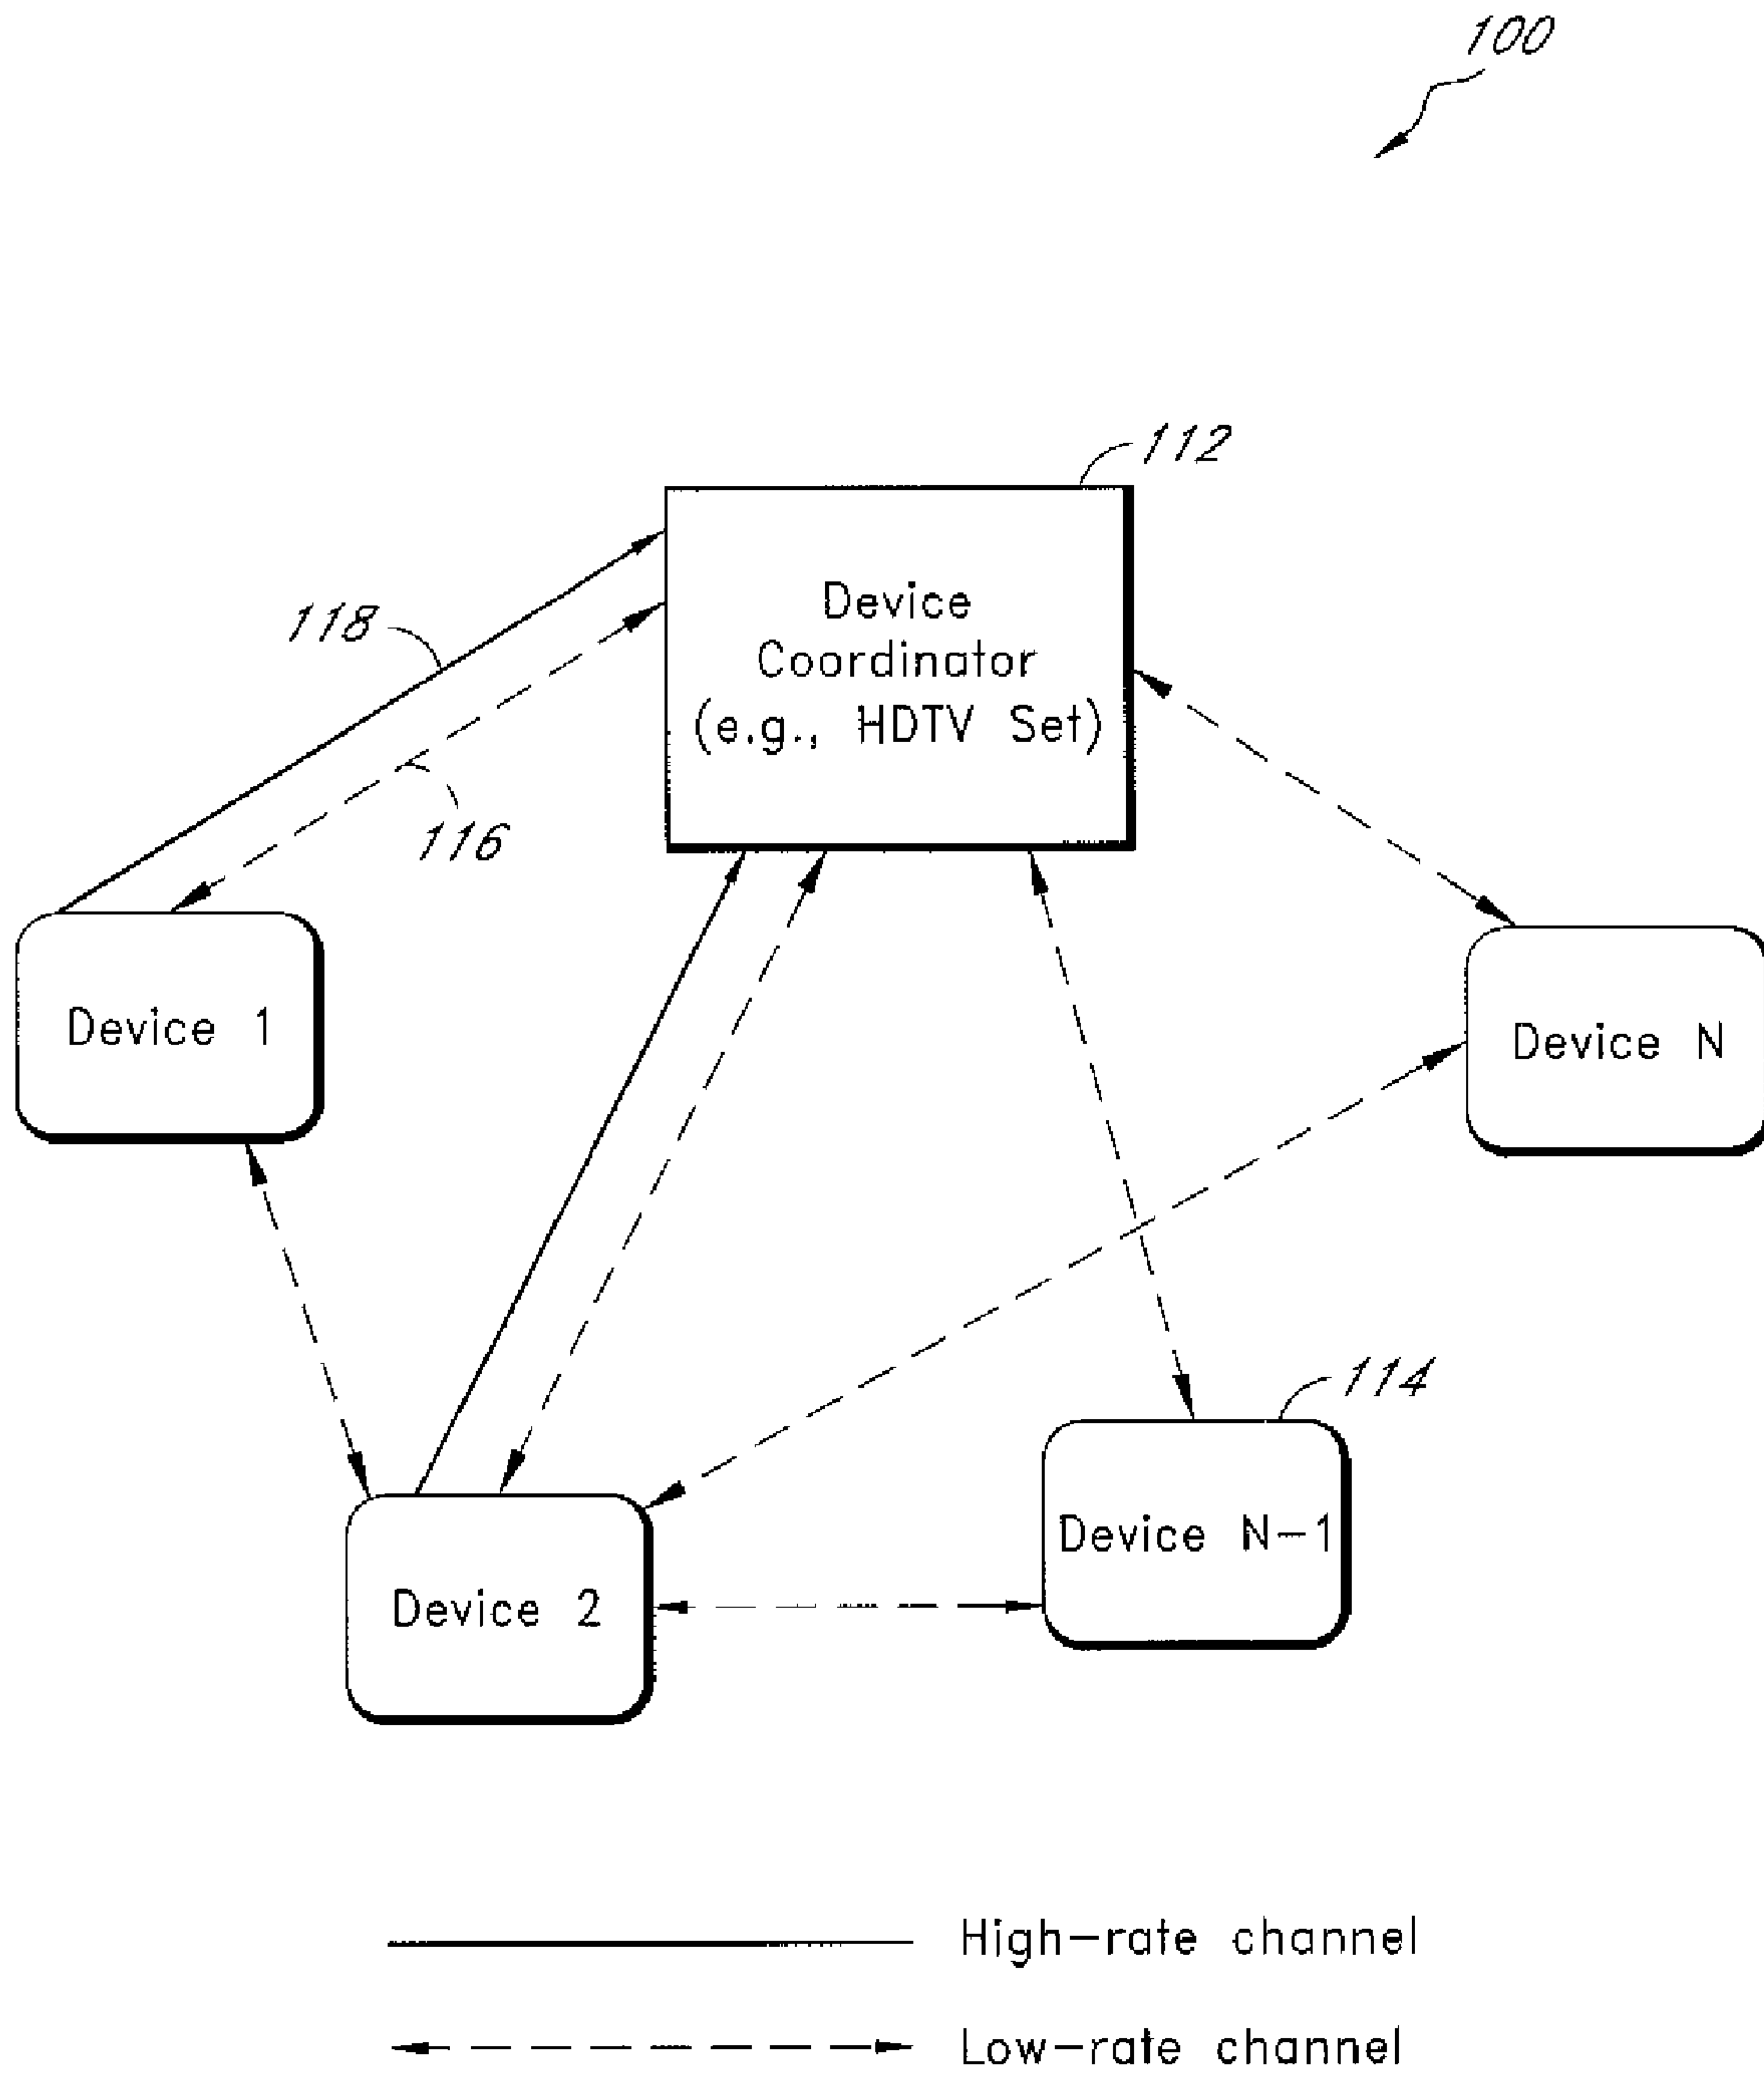 100
112
Device
Coordinator
(e.g., HDTV Set)
118
116
Device 1
Device N
114
Device N-1
Device 2
High-rate channel
Low-rate channel